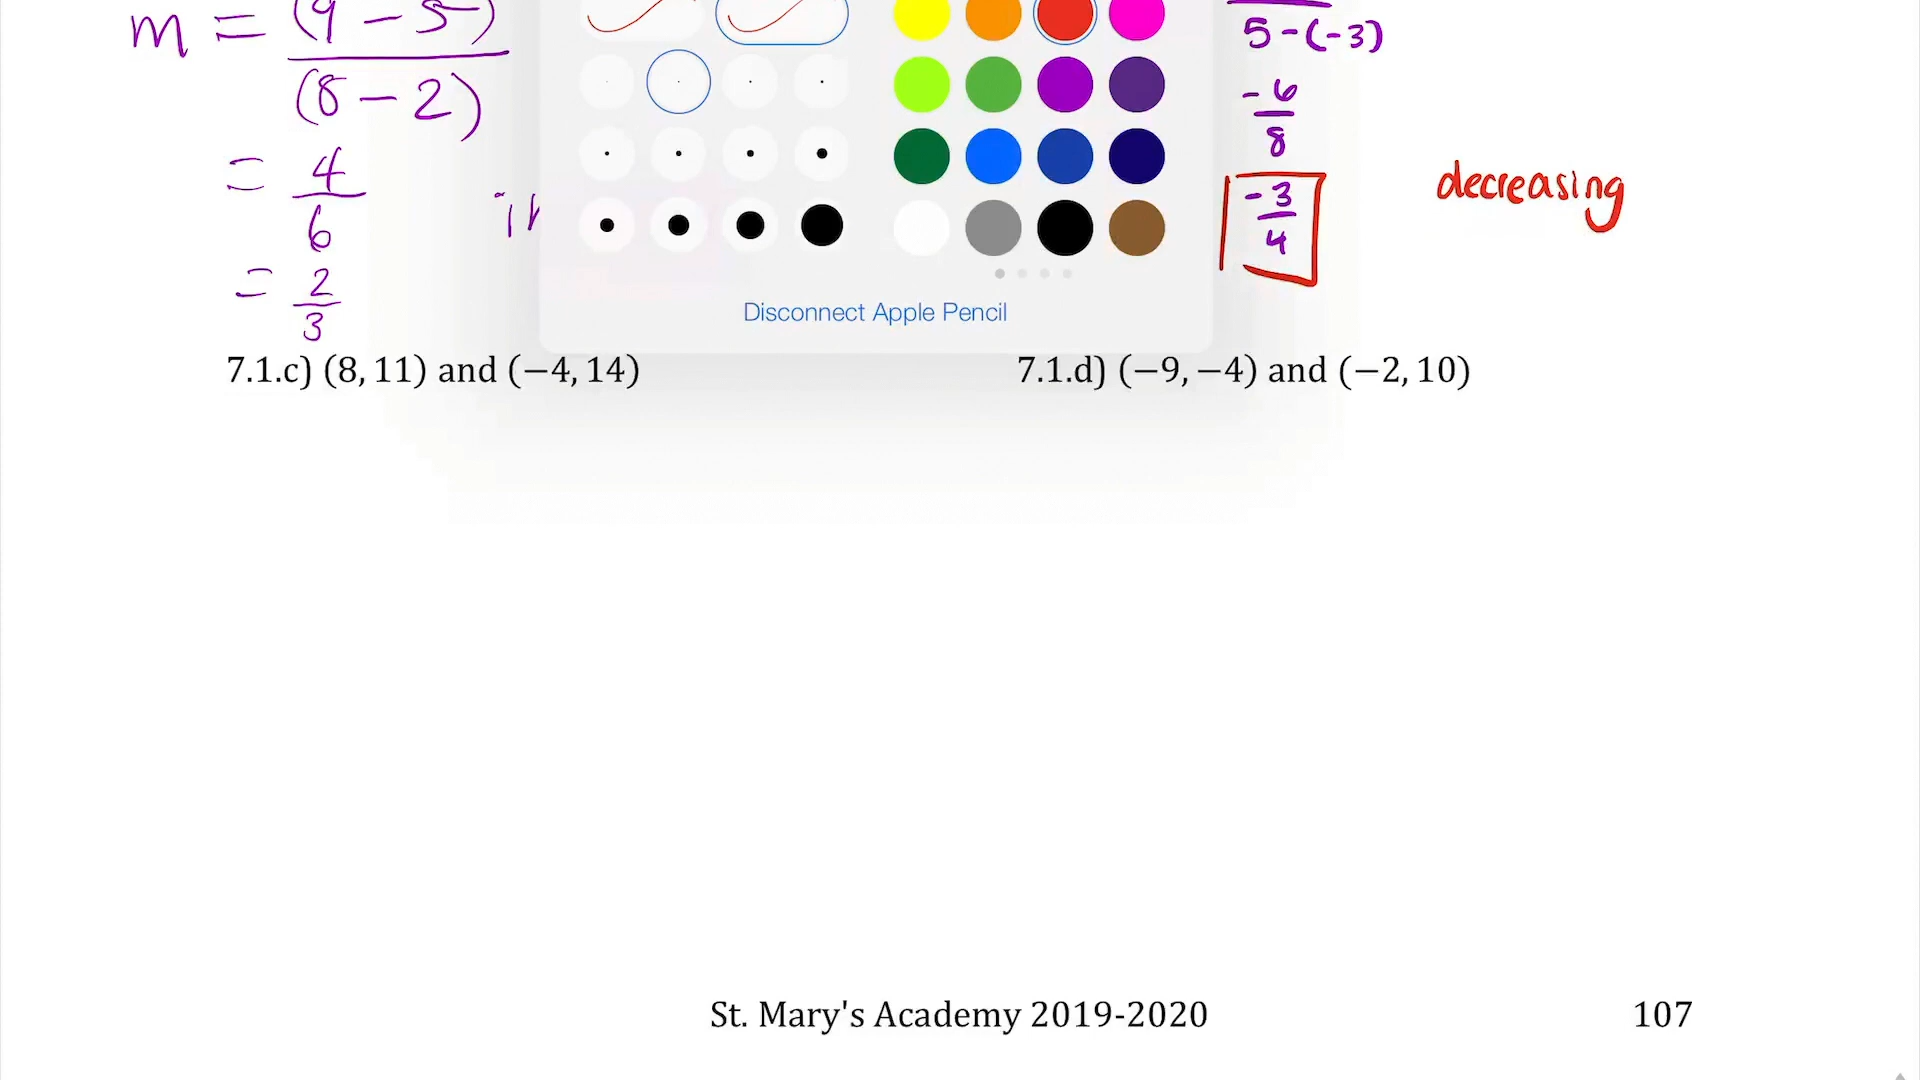 m = (9 - 5)
(8 - 2)
= 4
6
= 2
3
5-(-3)
-6
8
-3
4
decreasing
Disconnect Apple Pencil
7.1.c) (8, 11) and (−4, 14)
7.1.d) (−9, −4) and (−2, 10)
St. Mary's Academy 2019-2020
107